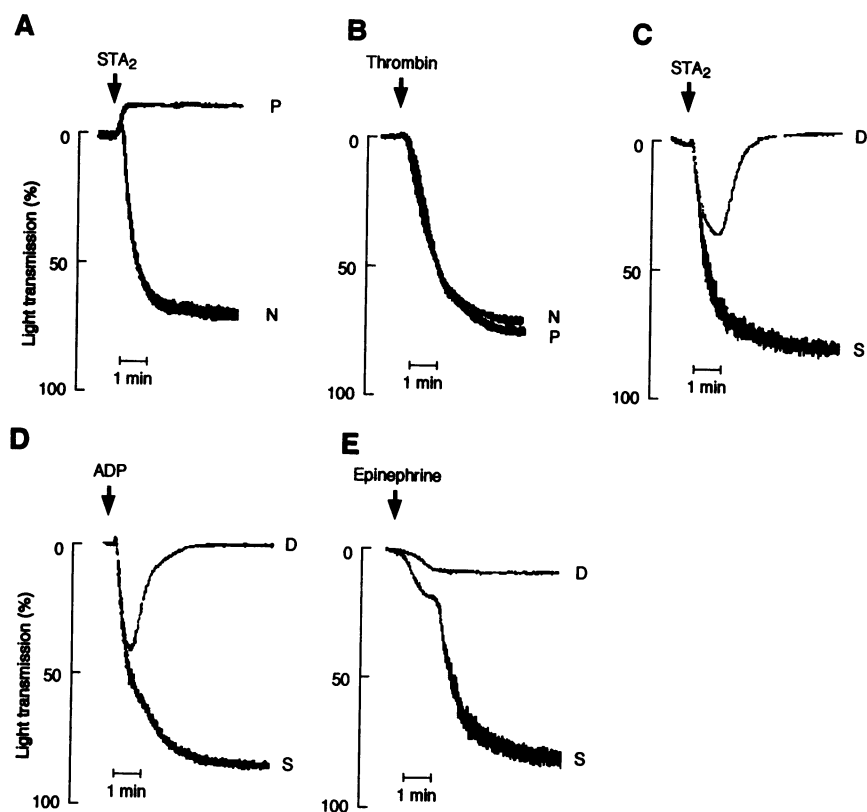 A
STA2
P
0
50
100
Light transmission (%)
N
1 min
B
Thrombin
0
50
100
N
P
1 min
C
STA2
0
50
100
D
S
1 min
D
ADP
0
50
100
Light transmission (%)
D
S
1 min
E
Epinephrine
0
50
100
D
S
1 min